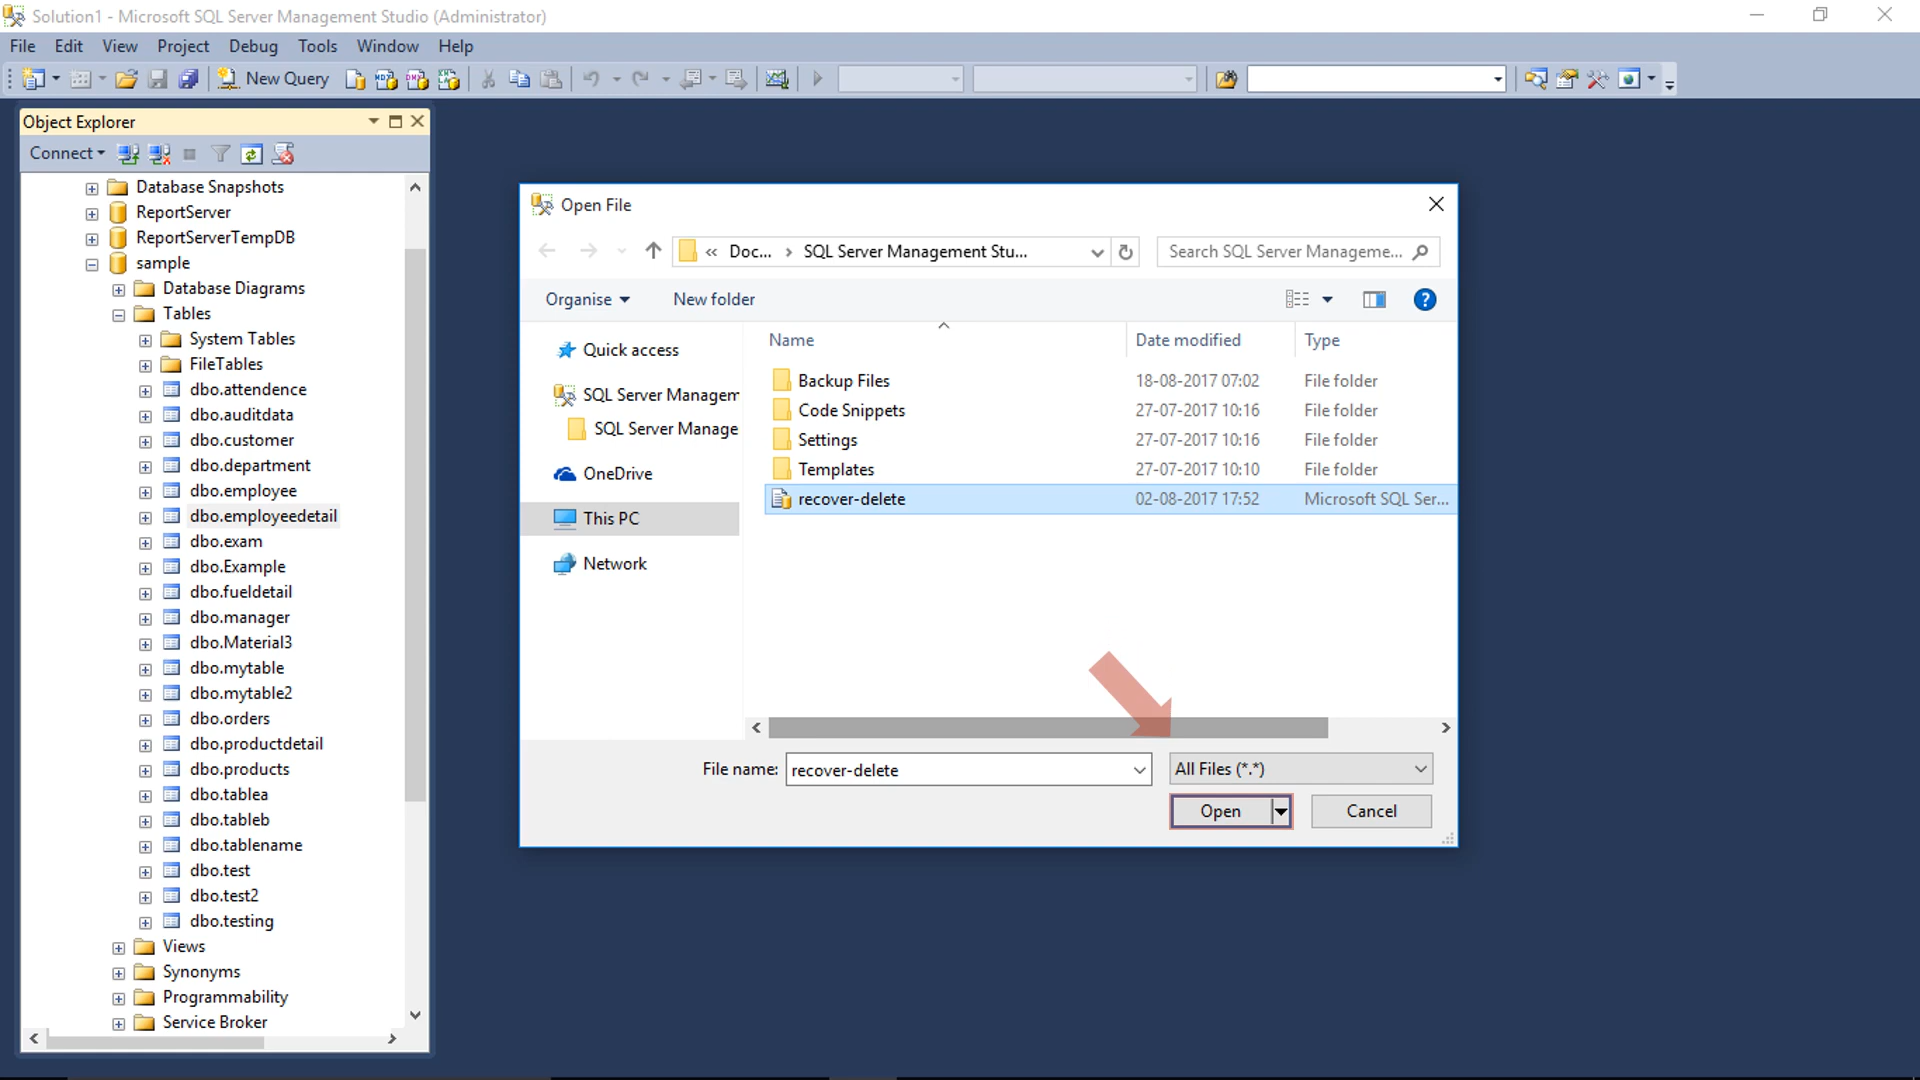 Solution1 - Microsoft SQL Server Management Studio (Administrator)
File Edit View Project Debug Tools Window Help
New Query
Object Explorer
Connect
Database Snapshots
ReportServer
ReportServerTempDB
sample
Database Diagrams
Tables
System Tables
FileTables
dbo.attendence
dbo.auditdata
dbo.customer
dbo.department
dbo.employee
dbo.employeedetail
dbo.exam
dbo.Example
dbo.fueldetail
dbo.manager
dbo.Material3
dbo.mytable
dbo.mytable2
dbo.orders
dbo.productdetail
dbo.products
dbo.tablea
dbo.tableb
dbo.tablename
dbo.test
dbo.test2
dbo.testing
Views
Synonyms
Programmability
Service Broker
Open File
« Doc... › SQL Server Management Stu...
Search SQL Server Manageme...
Organise New folder
Quick access
SQL Server Managem
SQL Server Manage
OneDrive
This PC
Network
Name Date modified Type
Backup Files 18-08-2017 07:02 File folder
Code Snippets 27-07-2017 10:16 File folder
Settings 27-07-2017 10:16 File folder
Templates 27-07-2017 10:10 File folder
recover-delete 02-08-2017 17:52 Microsoft SQL Ser...
File name: recover-delete All Files (*.*)
Open Cancel